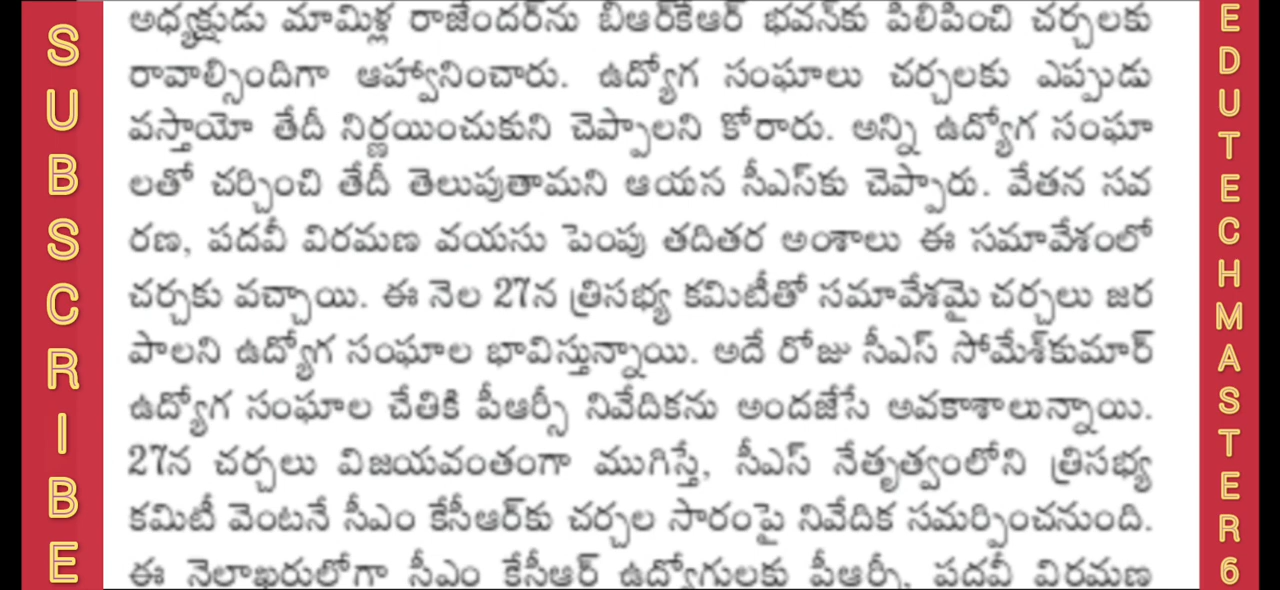 SUBSCRIBE
అధ్యక్షుడు మామిళ్ల రాజేందర్‌ను బీఆర్‌కేఆర్ భవన్‌కు పిలిపించి చర్చలకు
రావాల్సిందిగా ఆహ్వానించారు. ఉద్యోగ సంఘాలు చర్చలకు ఎప్పుడు
వస్తాయో తేదీ నిర్ణయించుకుని చెప్పాలని కోరారు. అన్ని ఉద్యోగ సంఘా
లతో చర్చించి తేదీ తెలుపుతామని ఆయన సీఎస్‌కు చెప్పారు. వేతన సవ
రణ, పదవీ విరమణ వయసు పెంపు తదితర అంశాలు ఈ సమావేశంలో
చర్చకు వచ్చాయి. ఈ నెల 27న త్రిసభ్య కమిటీతో సమావేశమై చర్చలు జర
పాలని ఉద్యోగ సంఘాల భావిస్తున్నాయి. అదే రోజు సీఎస్ సోమేశ్‌కుమార్
ఉద్యోగ సంఘాల చేతికి పీఆర్సీ నివేదికను అందజేసే అవకాశాలున్నాయి.
27న చర్చలు విజయవంతంగా ముగిస్తే, సీఎస్ నేతృత్వంలోని త్రిసభ్య
కమిటీ వెంటనే సీఎం కేసీఆర్‌కు చర్చల సారంపై నివేదిక సమర్పించనుంది.
ఈ నెలాఖరులోగా సీఎం కేసీఆర్ ఉద్యోగులకు పీఆర్సీ, పదవీ విరమణ
EDUTECHMASTER6